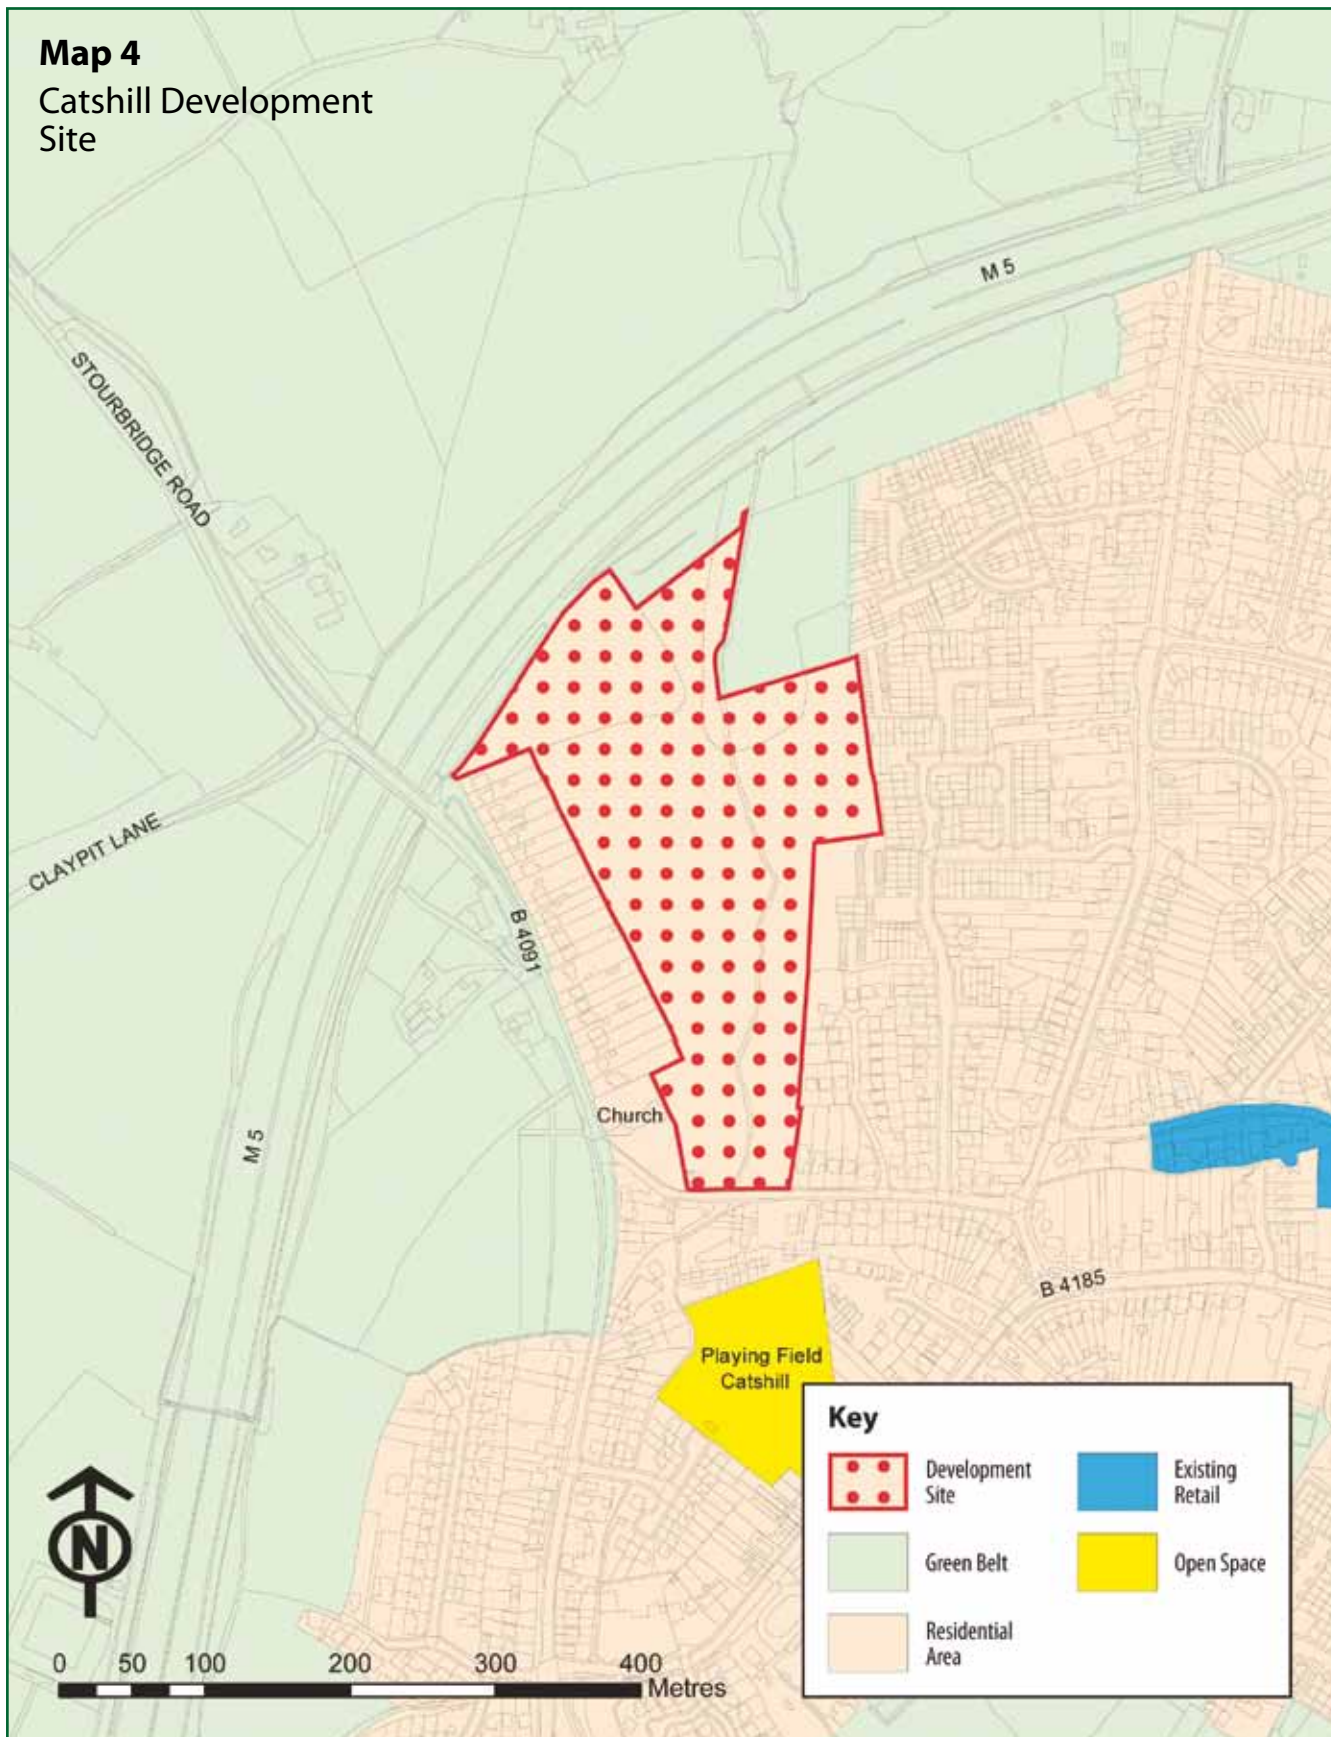 Map 4
Catshill Development
Site
M 5
STOURBRIDGE ROAD
CLAYPIT LANE
B 4091
Church
M 5
B 4185
Playing Field
Catshill
Key
Development
Site
Existing
Retail
Green Belt
Open Space
Residential
Area
N
0 50 100 200 300 400
Metres